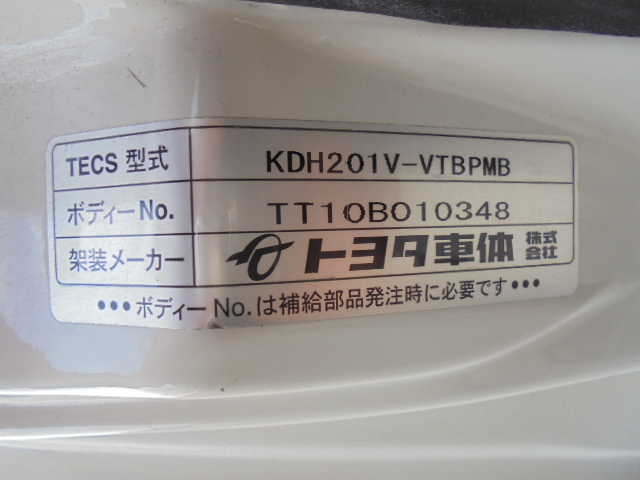 TECS 型式 KDH201V-VTBPMB
ボディーNo. TT10B010348
架装メーカー トヨタ車体 株式会社
•••ボディー No.は補給部品発注時に必要です•••